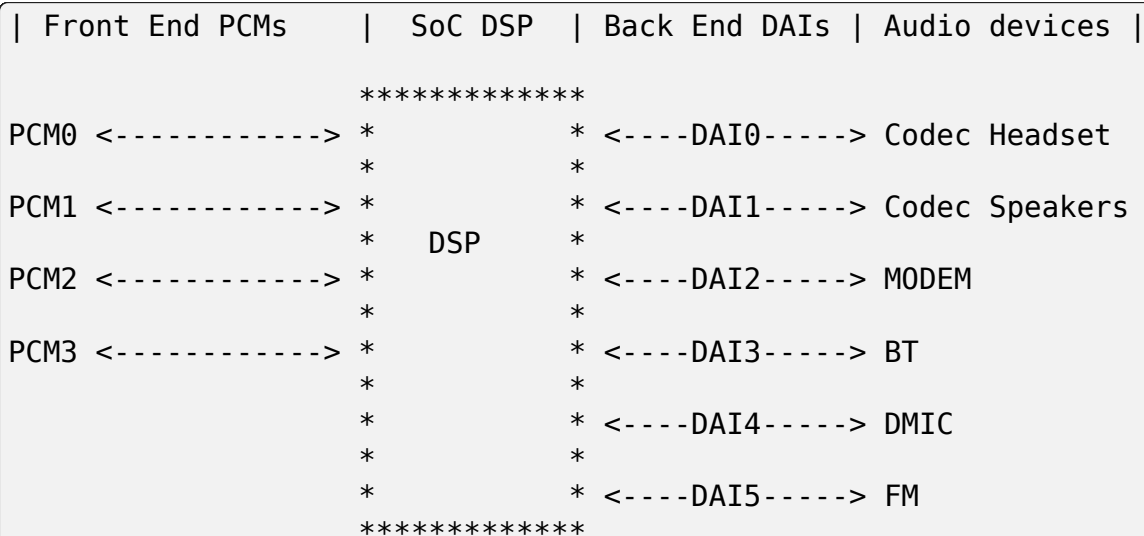 | Front End PCMs    |  SoC DSP  | Back End DAIs | Audio devices |
                    *************
PCM0 <------------> *           * <----DAI0-----> Codec Headset
                    *           *
PCM1 <------------> *           * <----DAI1-----> Codec Speakers
                    *   DSP     *
PCM2 <------------> *           * <----DAI2-----> MODEM
                    *           *
PCM3 <------------> *           * <----DAI3-----> BT
                    *           *
                    *           * <----DAI4-----> DMIC
                    *           *
                    *           * <----DAI5-----> FM
                    *************